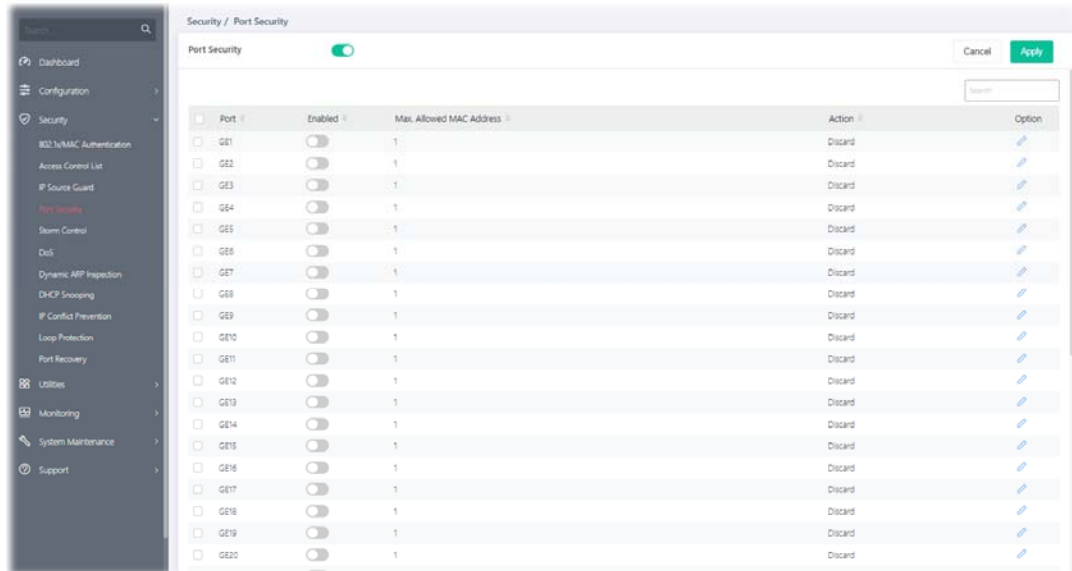 Search
Dashboard
Configuration
Security
802.1x/MAC Authentication
Access Control List
IP Source Guard
Port Security
Storm Control
DoS
Dynamic ARP Inspection
DHCP Snooping
IP Conflict Prevention
Loop Protection
Port Recovery
Utilities
Monitoring
System Maintenance
Support
Security / Port Security
Port Security
Cancel Apply
Search
Port Enabled Max. Allowed MAC Address Action Option
GE1 1 Discard
GE2 1 Discard
GE3 1 Discard
GE4 1 Discard
GE5 1 Discard
GE6 1 Discard
GE7 1 Discard
GE8 1 Discard
GE9 1 Discard
GE10 1 Discard
GE11 1 Discard
GE12 1 Discard
GE13 1 Discard
GE14 1 Discard
GE15 1 Discard
GE16 1 Discard
GE17 1 Discard
GE18 1 Discard
GE19 1 Discard
GE20 1 Discard